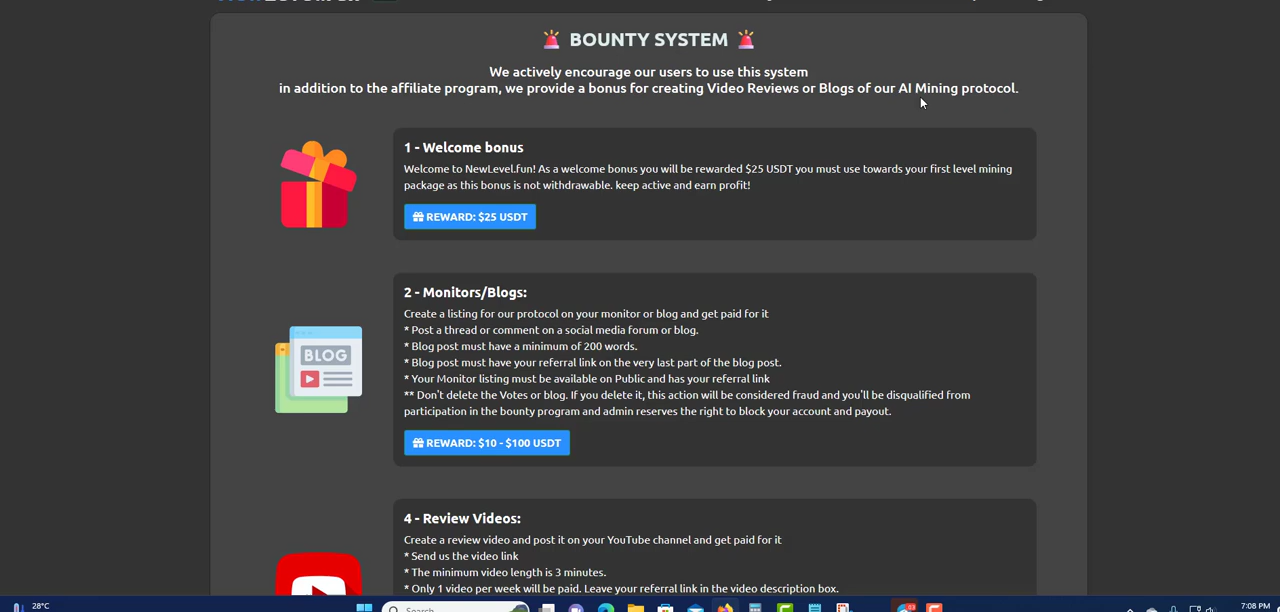 BOUNTY SYSTEM
We actively encourage our users to use this system
in addition to the affiliate program, we provide a bonus for creating Video Reviews or Blogs of our AI Mining protocol.
1 - Welcome bonus
Welcome to NewLevel.fun! As a welcome bonus you will be rewarded $25 USDT you must use towards your first level mining
package as this bonus is not withdrawable. keep active and earn profit!
REWARD: $25 USDT
2 - Monitors/Blogs:
Create a listing for our protocol on your monitor or blog and get paid for it
* Post a thread or comment on a social media forum or blog.
* Blog post must have a minimum of 200 words.
* Blog post must have your referral link on the very last part of the blog post.
* Your Monitor listing must be available on Public and has your referral link
** Don't delete the Votes or blog. If you delete it, this action will be considered fraud and you'll be disqualified from
participation in the bounty program and admin reserves the right to block your account and payout.
BLOG
REWARD: $10 - $100 USDT
4 - Review Videos:
Create a review video and post it on your YouTube channel and get paid for it
* Send us the video link
* The minimum video length is 3 minutes.
* Only 1 video per week will be paid. Leave your referral link in the video description box.
28°C
Search
7:08 PM